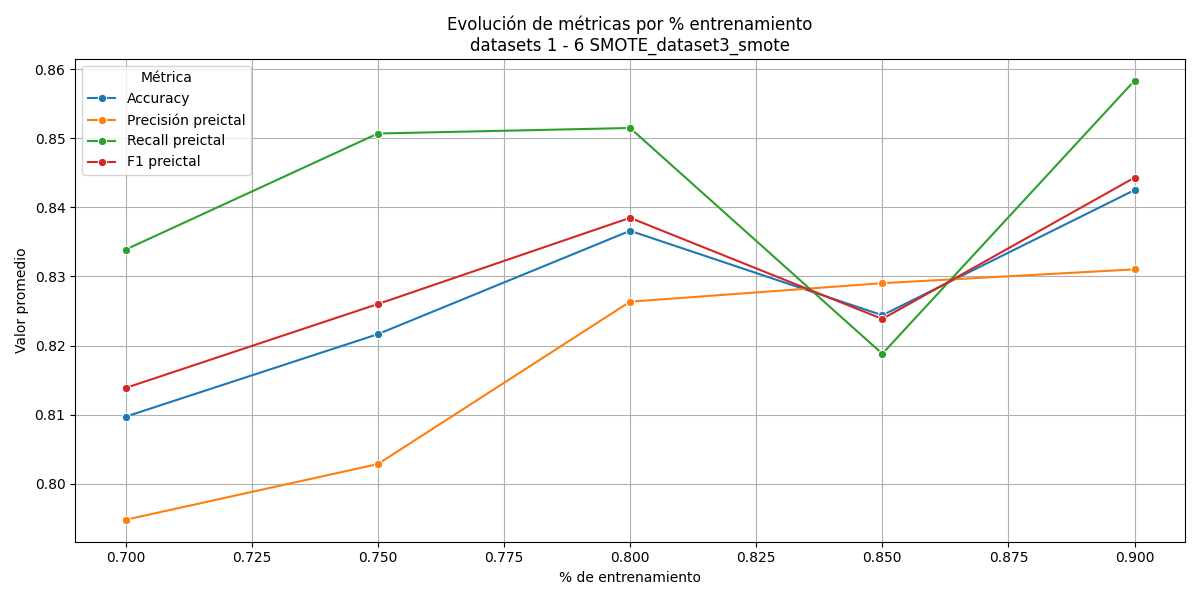 Evolución de métricas por % entrenamiento
datasets 1 - 6 SMOTE_dataset3_smote
Métrica
Accuracy
Precisión preictal
Recall preictal
F1 preictal
Valor promedio
0.86
0.85
0.84
0.83
0.82
0.81
0.80
0.700 0.725 0.750 0.775 0.800 0.825 0.850 0.875 0.900
% de entrenamiento